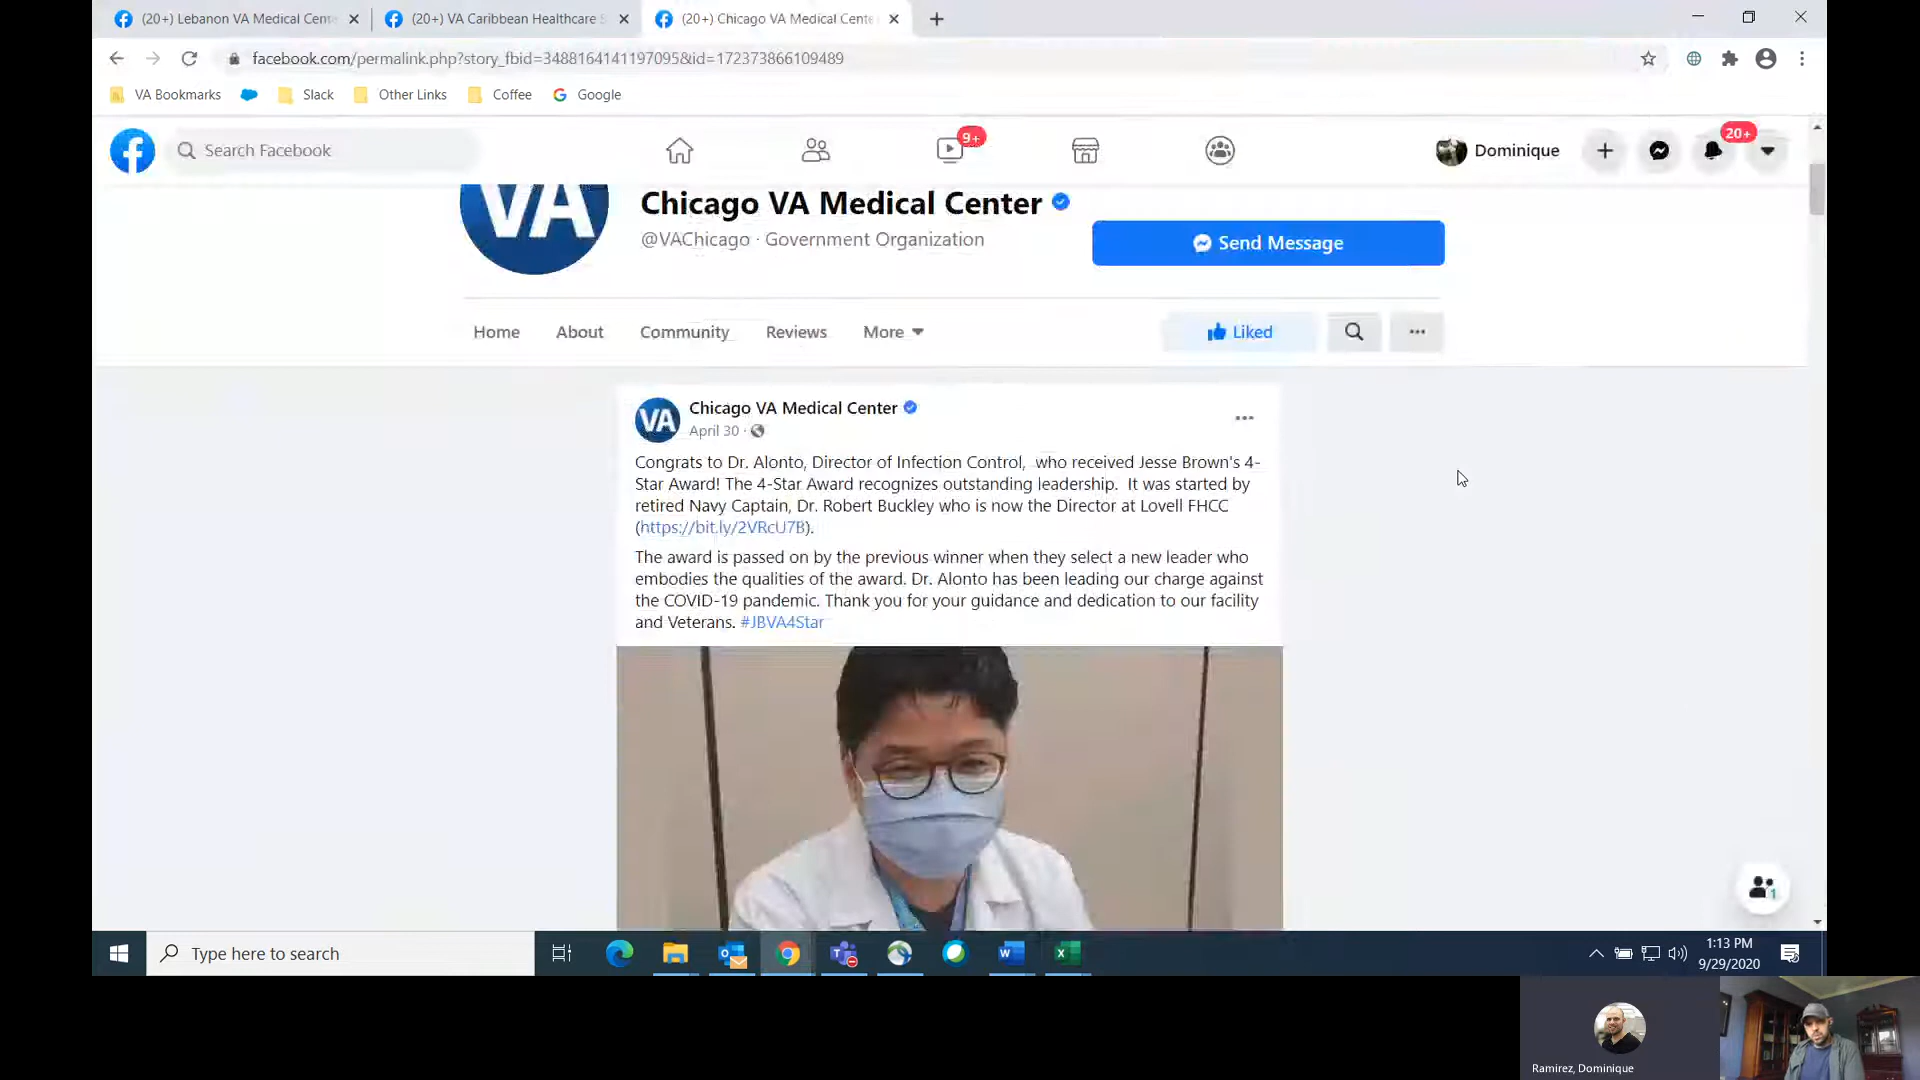 (20+) Lebanon VA Medical Cente
(20+) VA Caribbean Healthcare S
(20+) Chicago VA Medical Cente
facebook.com/permalink.php?story_fbid=3488164141197095&id=172373866109489
VA Bookmarks
Slack
Other Links
Coffee
Google
Search Facebook
9+
Dominique
20+
VA
Chicago VA Medical Center
@VAChicago · Government Organization
Send Message
Home
About
Community
Reviews
More
Liked
VA
Chicago VA Medical Center
April 30 ·
Congrats to Dr. Alonto, Director of Infection Control, who received Jesse Brown's 4-
Star Award! The 4-Star Award recognizes outstanding leadership. It was started by
retired Navy Captain, Dr. Robert Buckley who is now the Director at Lovell FHCC
(https://bit.ly/2VRcU7B).
The award is passed on by the previous winner when they select a new leader who
embodies the qualities of the award. Dr. Alonto has been leading our charge against
the COVID-19 pandemic. Thank you for your guidance and dedication to our facility
and Veterans. #JBVA4Star
1
Type here to search
1:13 PM
9/29/2020
Ramirez, Dominique